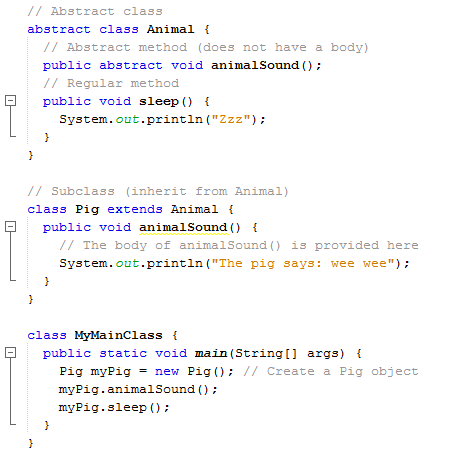 // Abstract class
abstract class Animal {
  // Abstract method (does not have a body)
  public abstract void animalSound();
  // Regular method
  public void sleep() {
    System.out.println("Zzz");
  }
}

// Subclass (inherit from Animal)
class Pig extends Animal {
  public void animalSound() {
    // The body of animalSound() is provided here
    System.out.println("The pig says: wee wee");
  }
}

class MyMainClass {
  public static void main(String[] args) {
    Pig myPig = new Pig(); // Create a Pig object
    myPig.animalSound();
    myPig.sleep();
  }
}